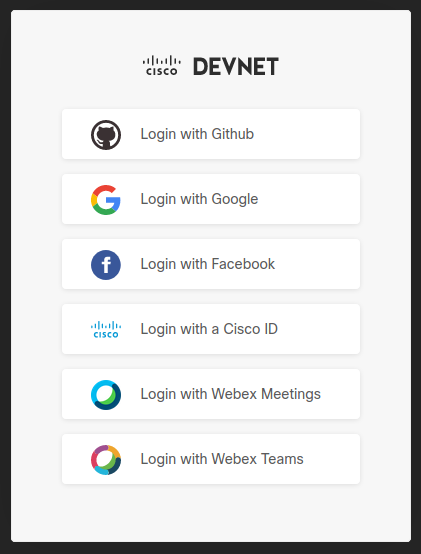 CISCO DEVNET
Login with Github
Login with Google
Login with Facebook
CISCO Login with a Cisco ID
Login with Webex Meetings
Login with Webex Teams